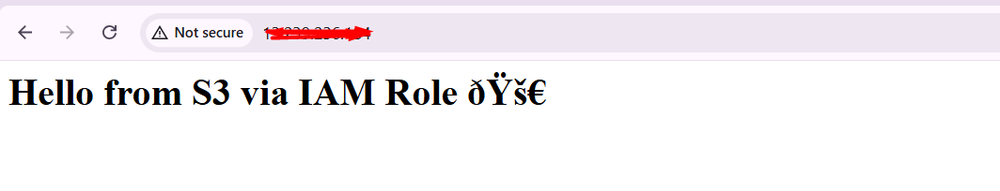 Not secure
Hello from S3 via IAM Role ðŸš€